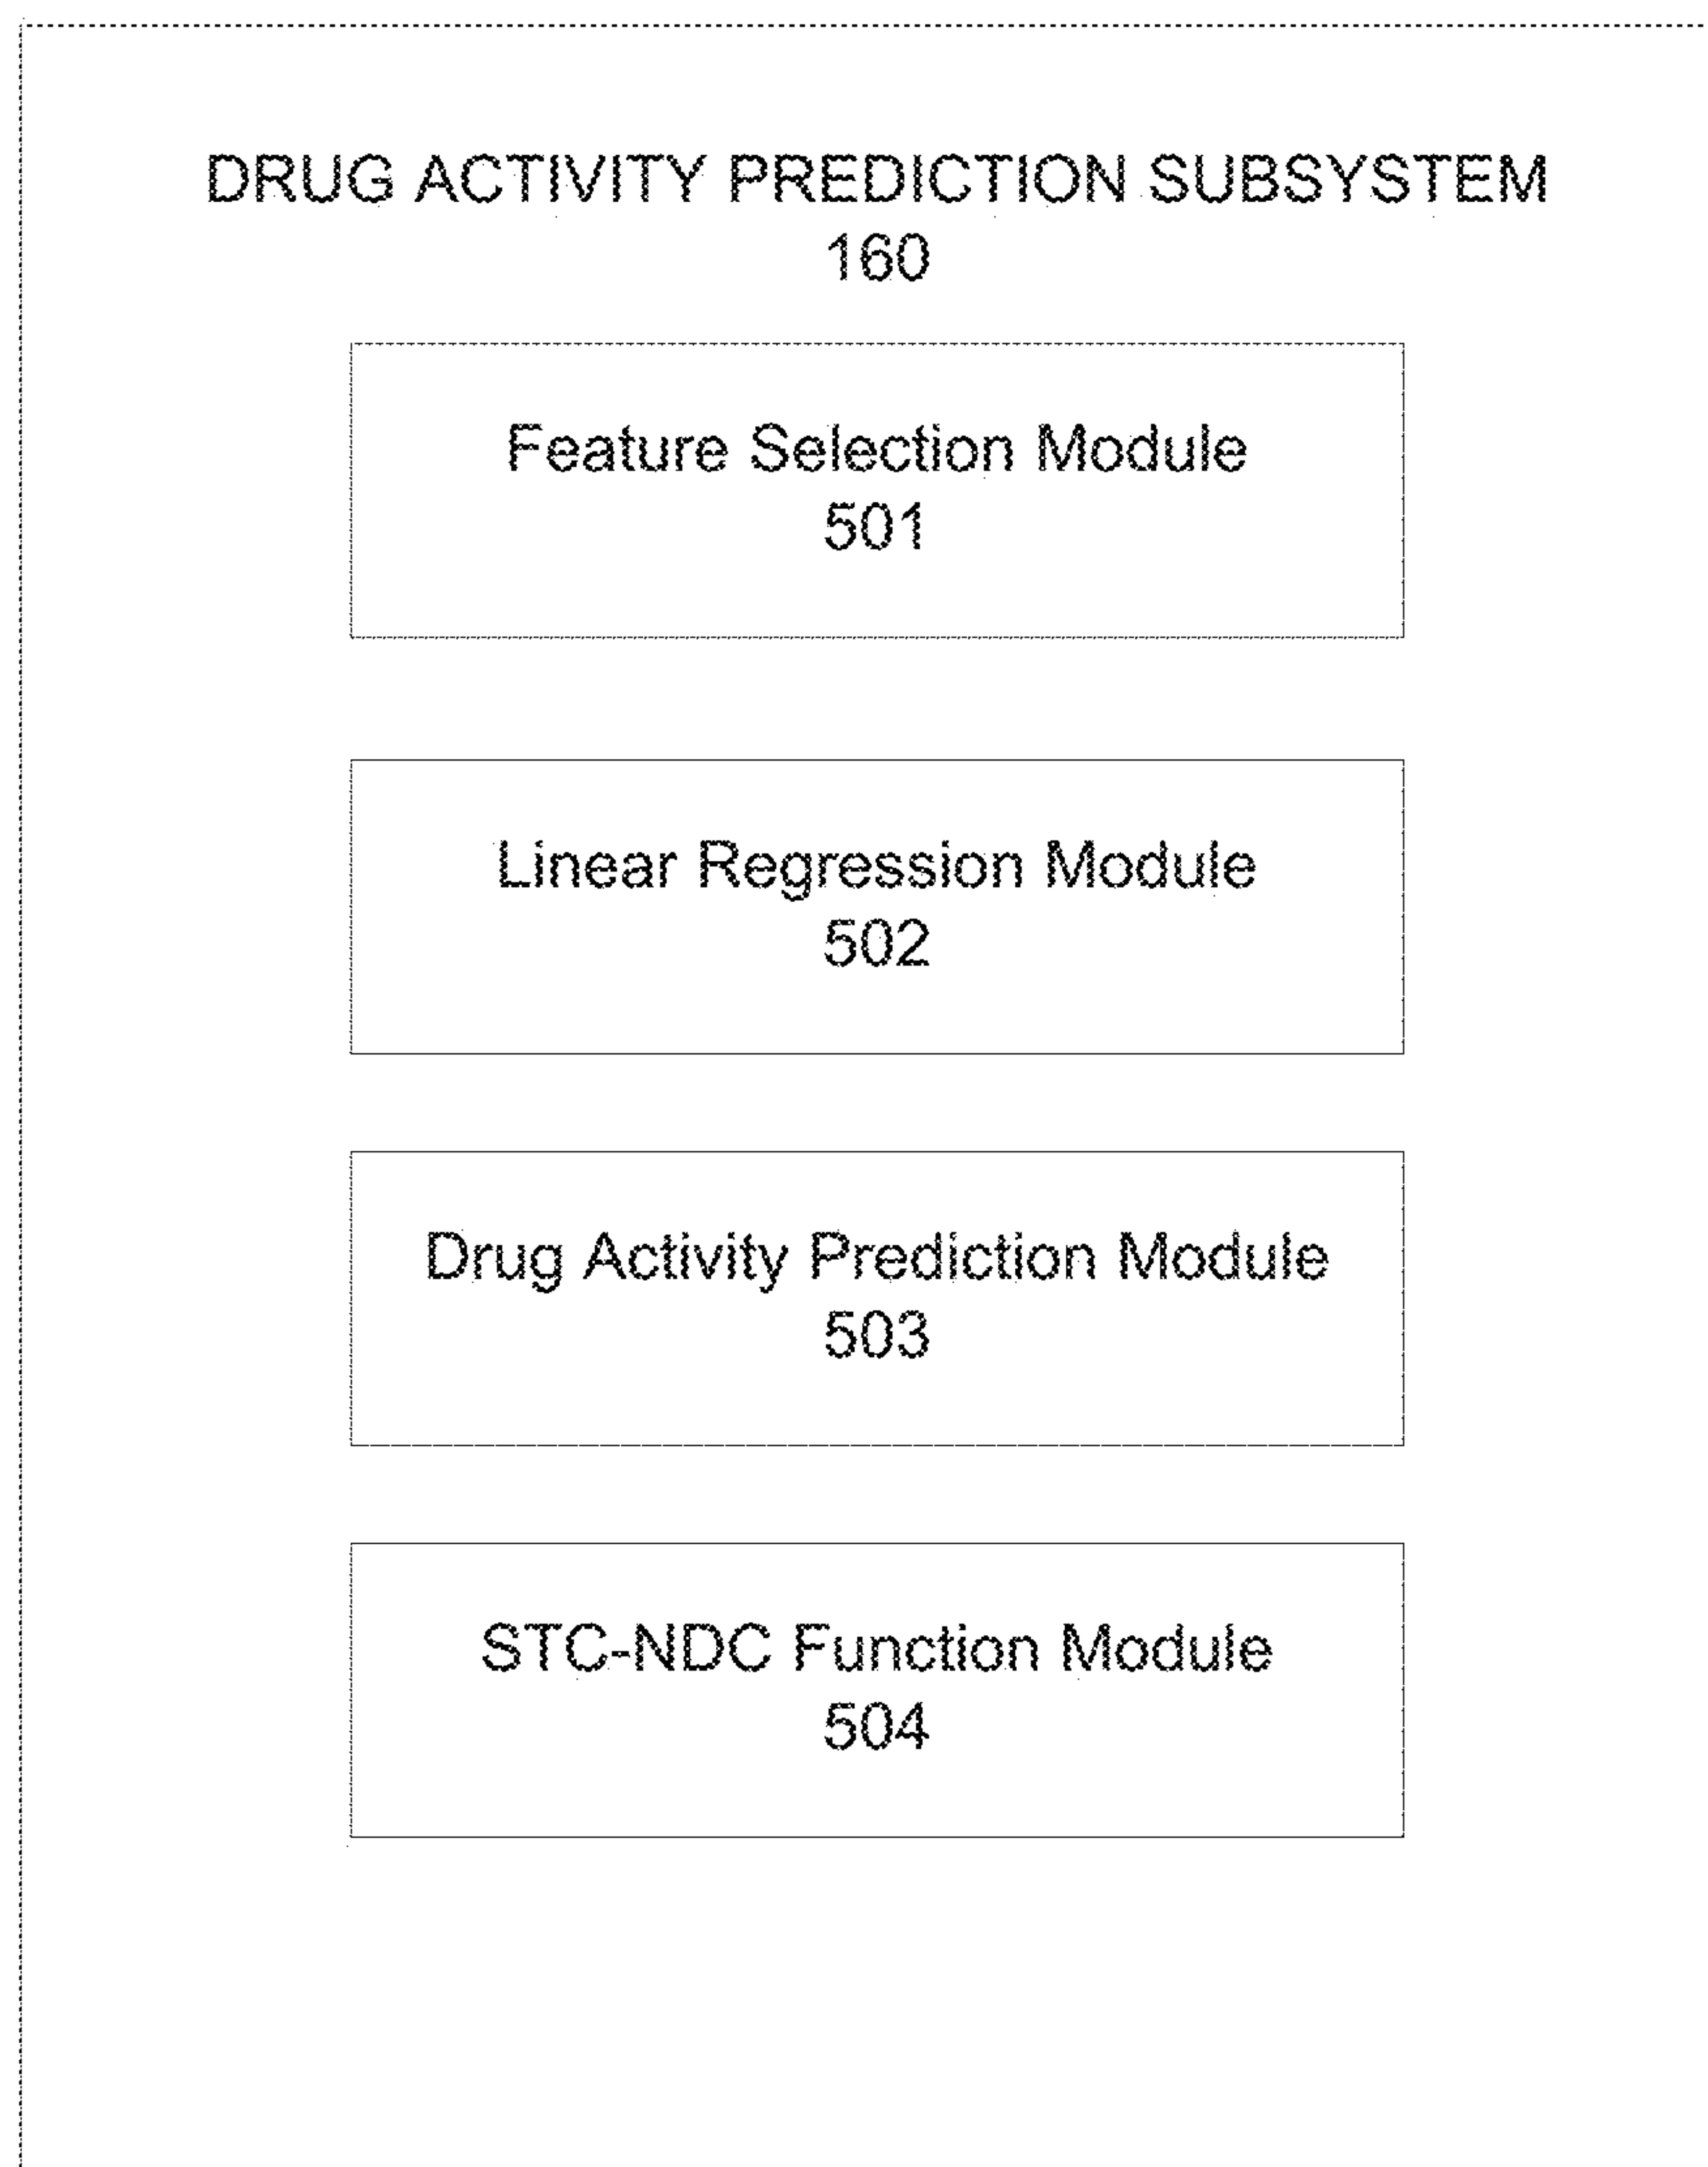 DRUG ACTIVITY PREDICTION SUBSYSTEM
160
Feature Selection Module
501
Linear Regression Module
502
Drug Activity Prediction Module
503
STC-NDC Function Module
504